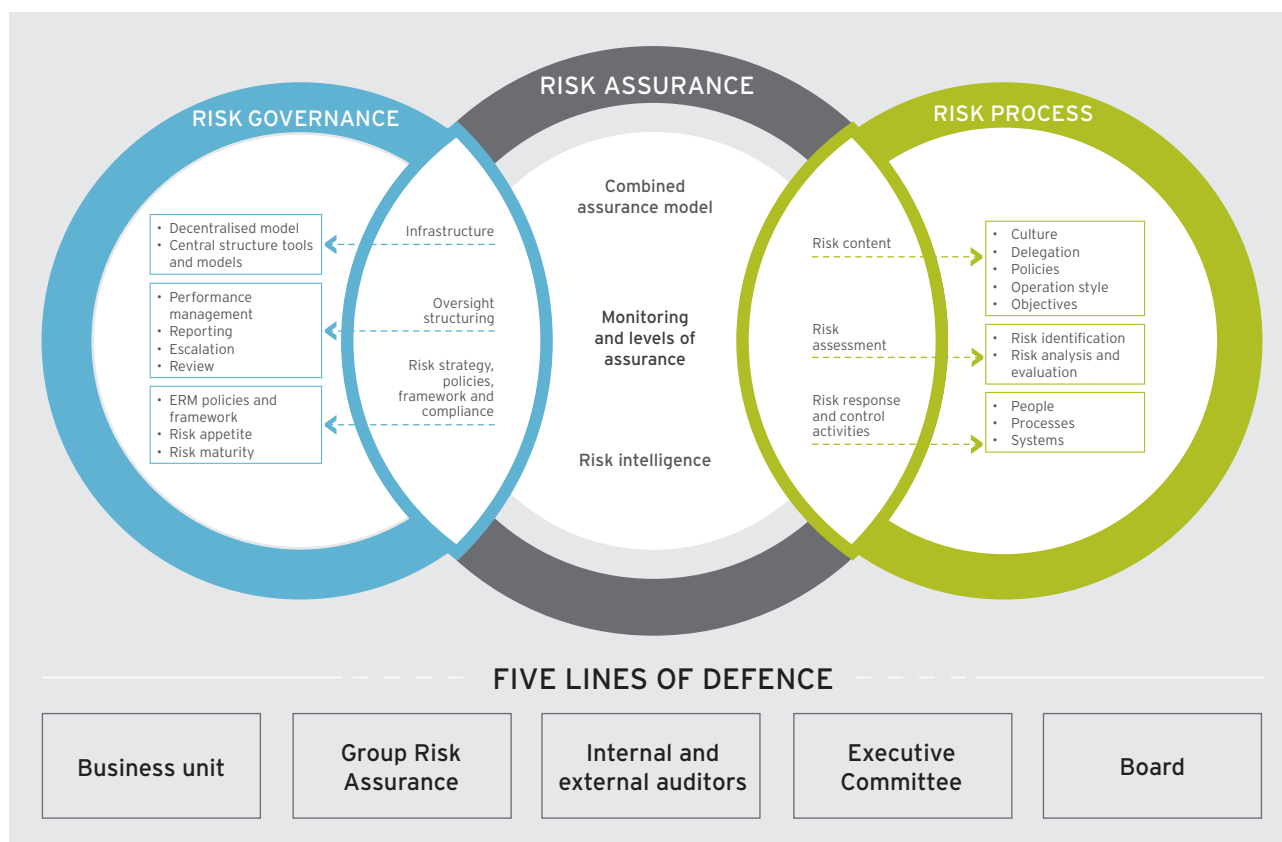 RISK GOVERNANCE
RISK ASSURANCE
RISK PROCESS
• Decentralised model
• Central structure tools
and models
• Performance
management
• Reporting
• Escalation
• Review
• ERM policies and
framework
• Risk appetite
• Risk maturity
Infrastructure
Oversight
structuring
Risk strategy,
policies,
framework and
compliance
Combined
assurance model
Monitoring
and levels of
assurance
Risk intelligence
Risk content
Risk
assessment
Risk response
and control
activities
• Culture
• Delegation
• Policies
• Operation style
• Objectives
• Risk identification
• Risk analysis and
evaluation
• People
• Processes
• Systems
FIVE LINES OF DEFENCE
Business unit
Group Risk
Assurance
Internal and
external auditors
Executive
Committee
Board